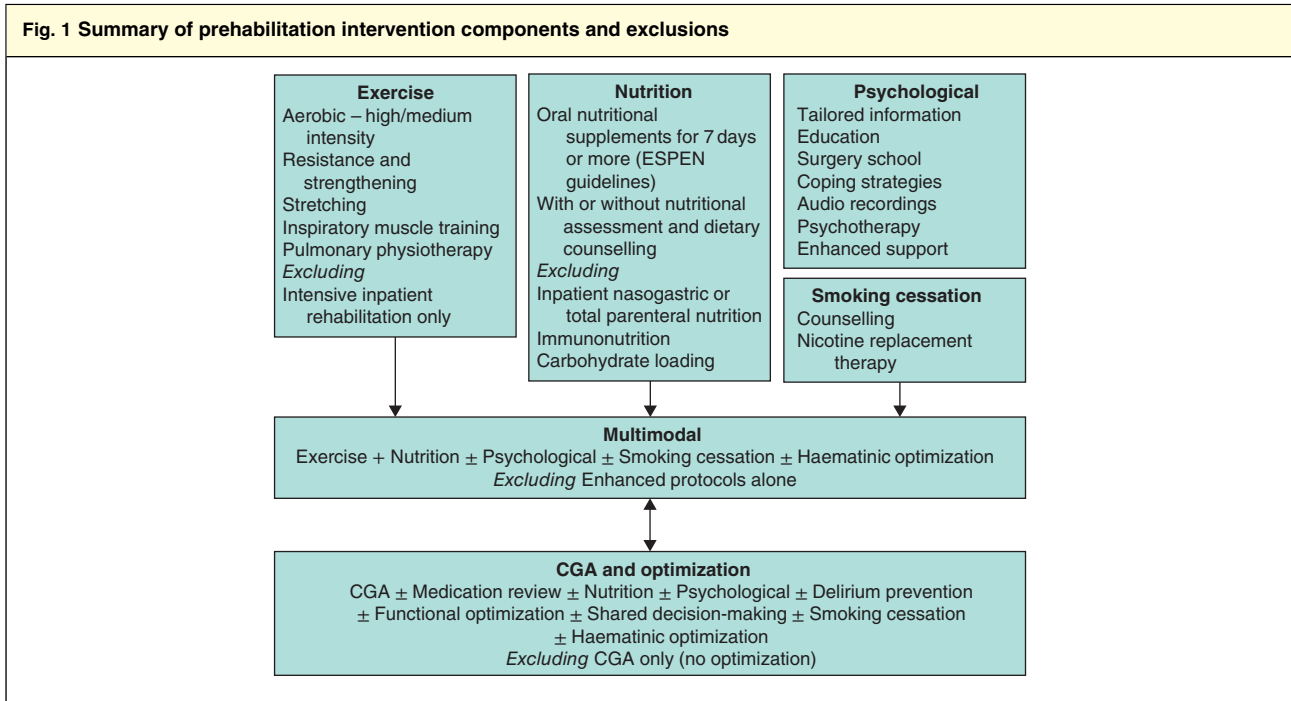 Fig. 1 Summary of prehabilitation intervention components and exclusions
Exercise
Aerobic – high/medium
intensity
Resistance and
strengthening
Stretching
Inspiratory muscle training
Pulmonary physiotherapy
Excluding
Intensive inpatient
rehabilitation only
Nutrition
Oral nutritional
supplements for 7 days
or more (ESPEN
guidelines)
With or without nutritional
assessment and dietary
counselling
Excluding
Inpatient nasogastric or
total parenteral nutrition
Immunonutrition
Carbohydrate loading
Psychological
Tailored information
Education
Surgery school
Coping strategies
Audio recordings
Psychotherapy
Enhanced support
Smoking cessation
Counselling
Nicotine replacement
therapy
Multimodal
Exercise + Nutrition ± Psychological ± Smoking cessation ± Haematinic optimization
Excluding Enhanced protocols alone
CGA and optimization
CGA ± Medication review ± Nutrition ± Psychological ± Delirium prevention
± Functional optimization ± Shared decision-making ± Smoking cessation
± Haematinic optimization
Excluding CGA only (no optimization)